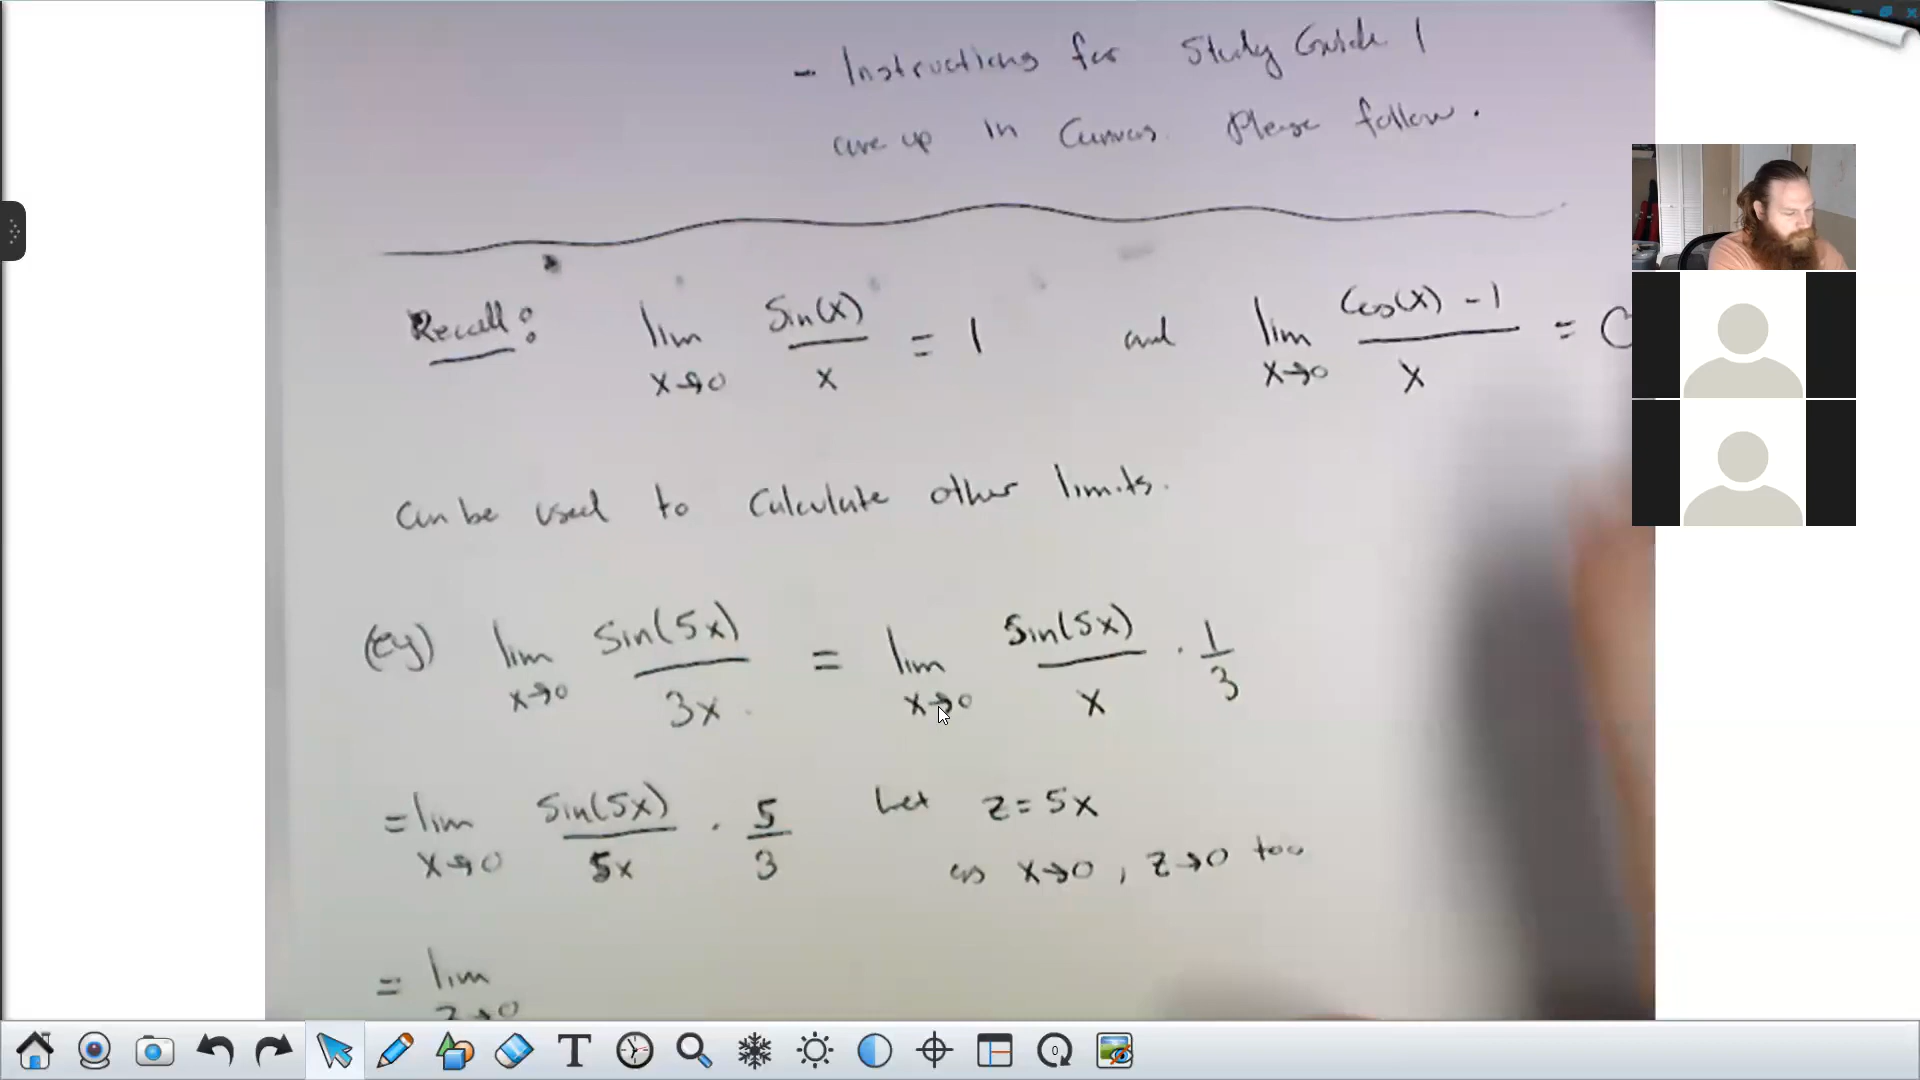 - Instructions for Study Guide 1
are up in Canvas. Please follow.
Recall: lim x→0 sin(x)/x = 1 and lim x→0 Cos(x) - 1/x = 0
Can be used to Calculate other limits.
(eg) lim x→0 sin(5x)/3x = lim x→0 sin(5x)/x · 1/3
= lim x→0 sin(5x)/5x · 5/3 Let z = 5x
as x→0, z→0 too
= lim z→0